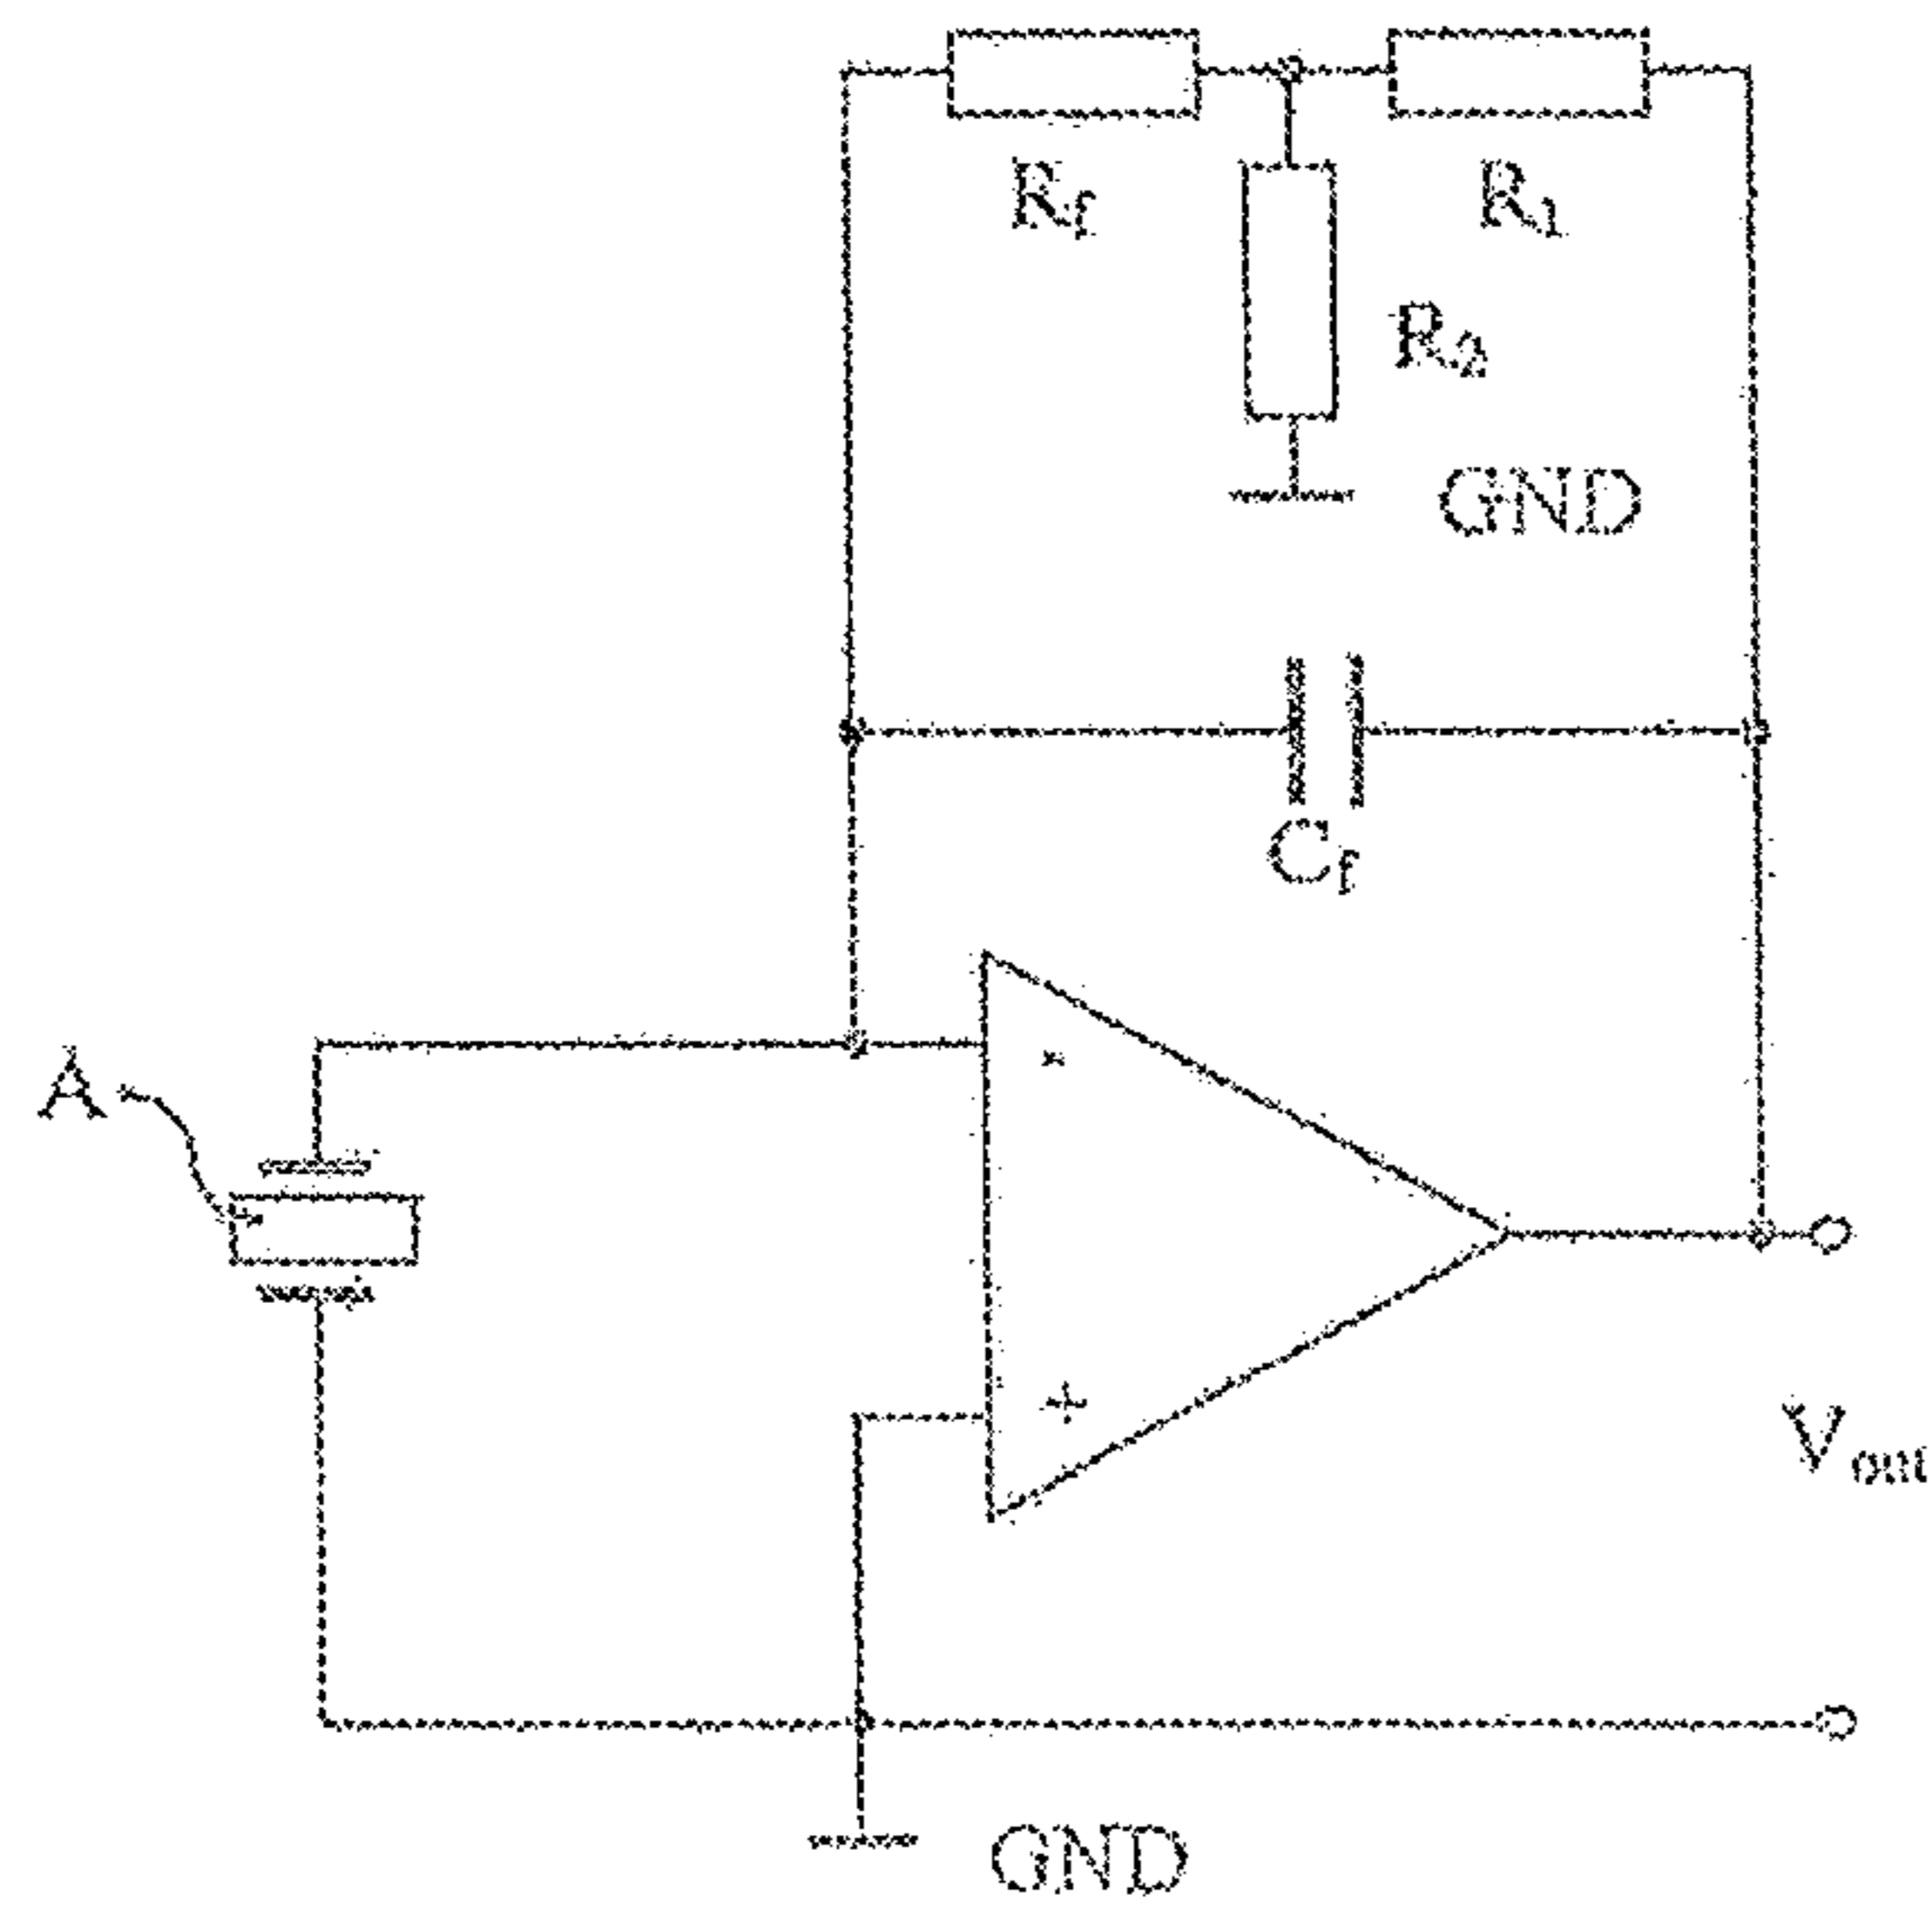 Rf
R1
R2
GND
Cf
A
-
+
Vout
GND